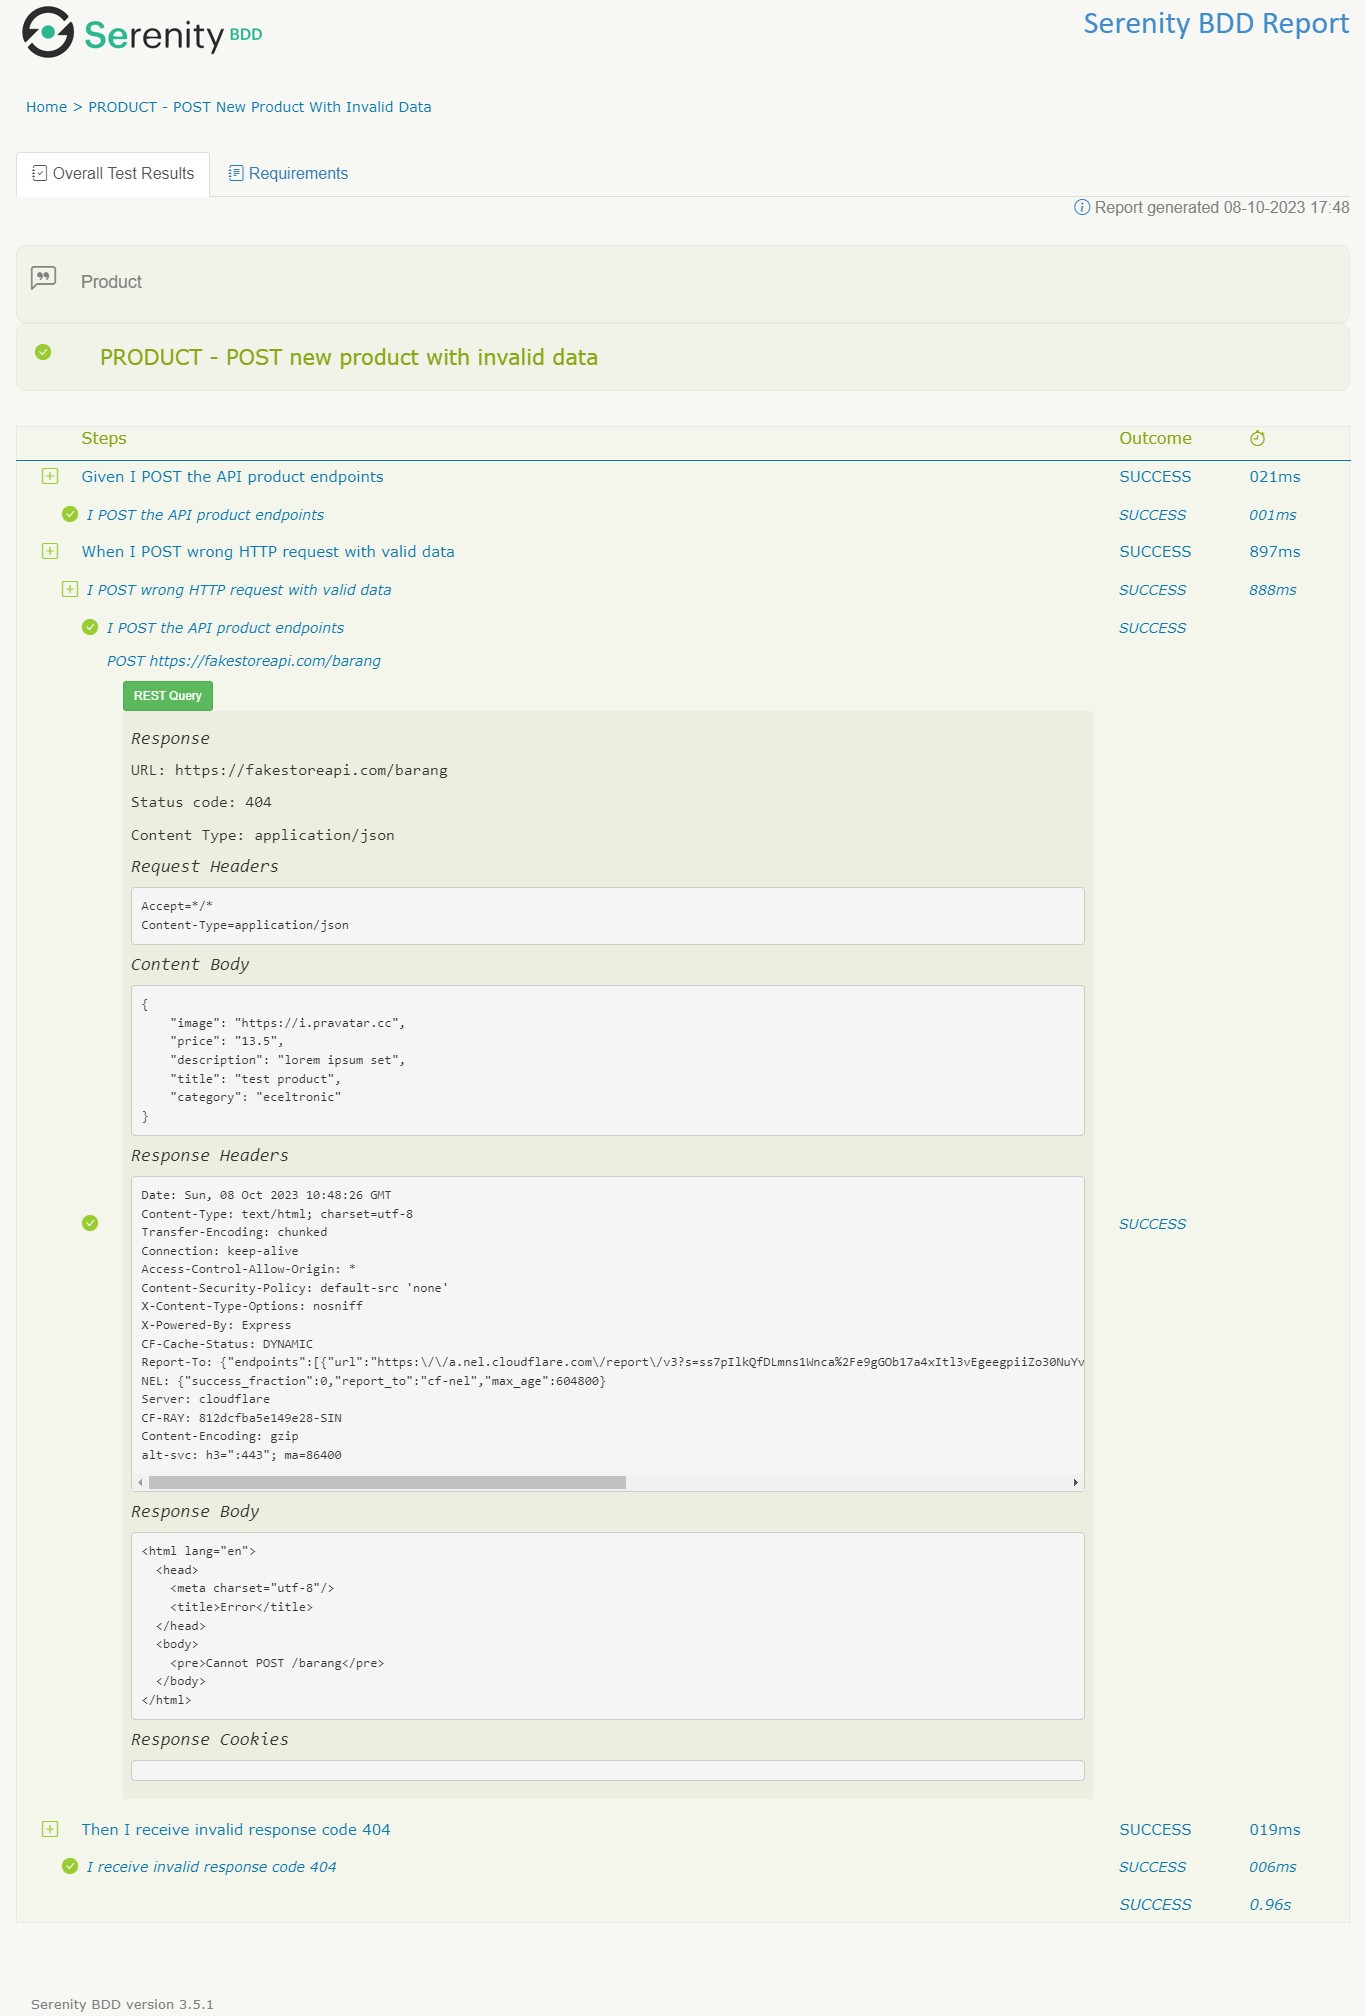 Serenity BDD
Serenity BDD Report
Home > PRODUCT - POST New Product With Invalid Data
Overall Test Results
Requirements
Report generated 08-10-2023 17:48
Product
PRODUCT - POST new product with invalid data
Steps Outcome
Given I POST the API product endpoints SUCCESS 021ms
I POST the API product endpoints SUCCESS 001ms
When I POST wrong HTTP request with valid data SUCCESS 897ms
I POST wrong HTTP request with valid data SUCCESS 888ms
I POST the API product endpoints SUCCESS
POST https://fakestoreapi.com/barang
REST Query
Response
URL: https://fakestoreapi.com/barang
Status code: 404
Content Type: application/json
Request Headers
Accept=*/*
Content-Type=application/json
Content Body
{
    "image": "https://i.pravatar.cc",
    "price": "13.5",
    "description": "lorem ipsum set",
    "title": "test product",
    "category": "eceltronic"
}
Response Headers
Date: Sun, 08 Oct 2023 10:48:26 GMT
Content-Type: text/html; charset=utf-8
Transfer-Encoding: chunked
Connection: keep-alive
Access-Control-Allow-Origin: *
Content-Security-Policy: default-src 'none'
X-Content-Type-Options: nosniff
X-Powered-By: Express
CF-Cache-Status: DYNAMIC
Report-To: {"endpoints":[{"url":"https:\/\/a.nel.cloudflare.com\/report\/v3?s=ss7pIlkQfDLmns1Wnca%2Fe9gGOb17a4xItl3vEgeegpiiZo30NuYv
NEL: {"success_fraction":0,"report_to":"cf-nel","max_age":604800}
Server: cloudflare
CF-RAY: 812dcfba5e149e28-SIN
Content-Encoding: gzip
alt-svc: h3=":443"; ma=86400
SUCCESS
Response Body
<html lang="en">
  <head>
    <meta charset="utf-8"/>
    <title>Error</title>
  </head>
  <body>
    <pre>Cannot POST /barang</pre>
  </body>
</html>
Response Cookies
Then I receive invalid response code 404 SUCCESS 019ms
I receive invalid response code 404 SUCCESS 006ms
SUCCESS 0.96s
Serenity BDD version 3.5.1